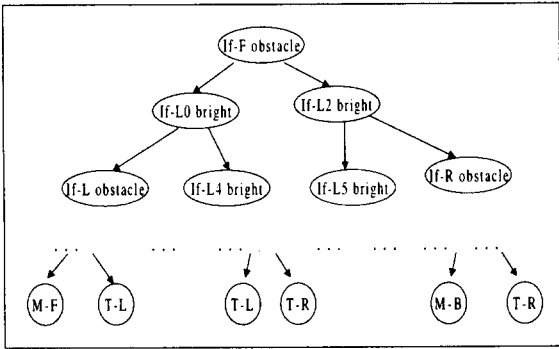 If-F obstacle
If-L0 bright
If-L2 bright
If-L obstacle
If-L4 bright
If-L5 bright
If-R obstacle
... ... ... ... ... ... ...
M-F
T-L
T-L
T-R
M-B
T-R